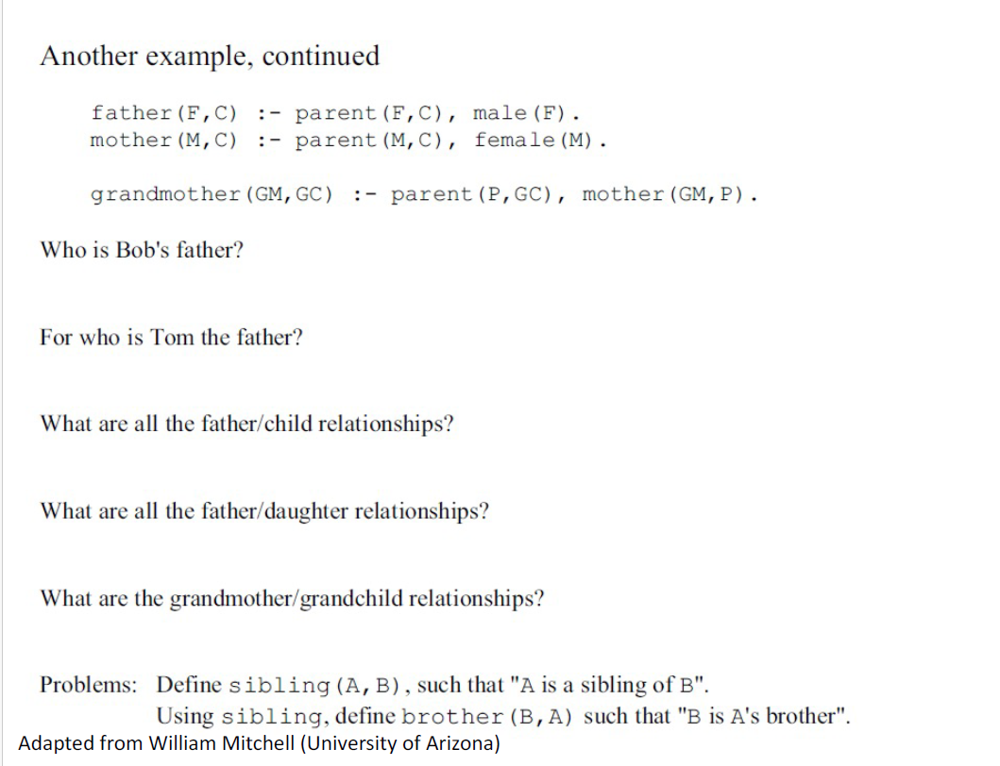 Another example, continued
father(F,C) :- parent(F,C), male(F).
mother(M,C) :- parent(M,C), female(M).
grandmother(GM,GC) :- parent(P,GC), mother(GM,P).
Who is Bob's father?
For who is Tom the father?
What are all the father/child relationships?
What are all the father/daughter relationships?
What are the grandmother/grandchild relationships?
Problems: Define sibling(A,B), such that "A is a sibling of B".
Using sibling, define brother(B,A) such that "B is A's brother".
Adapted from William Mitchell (University of Arizona)